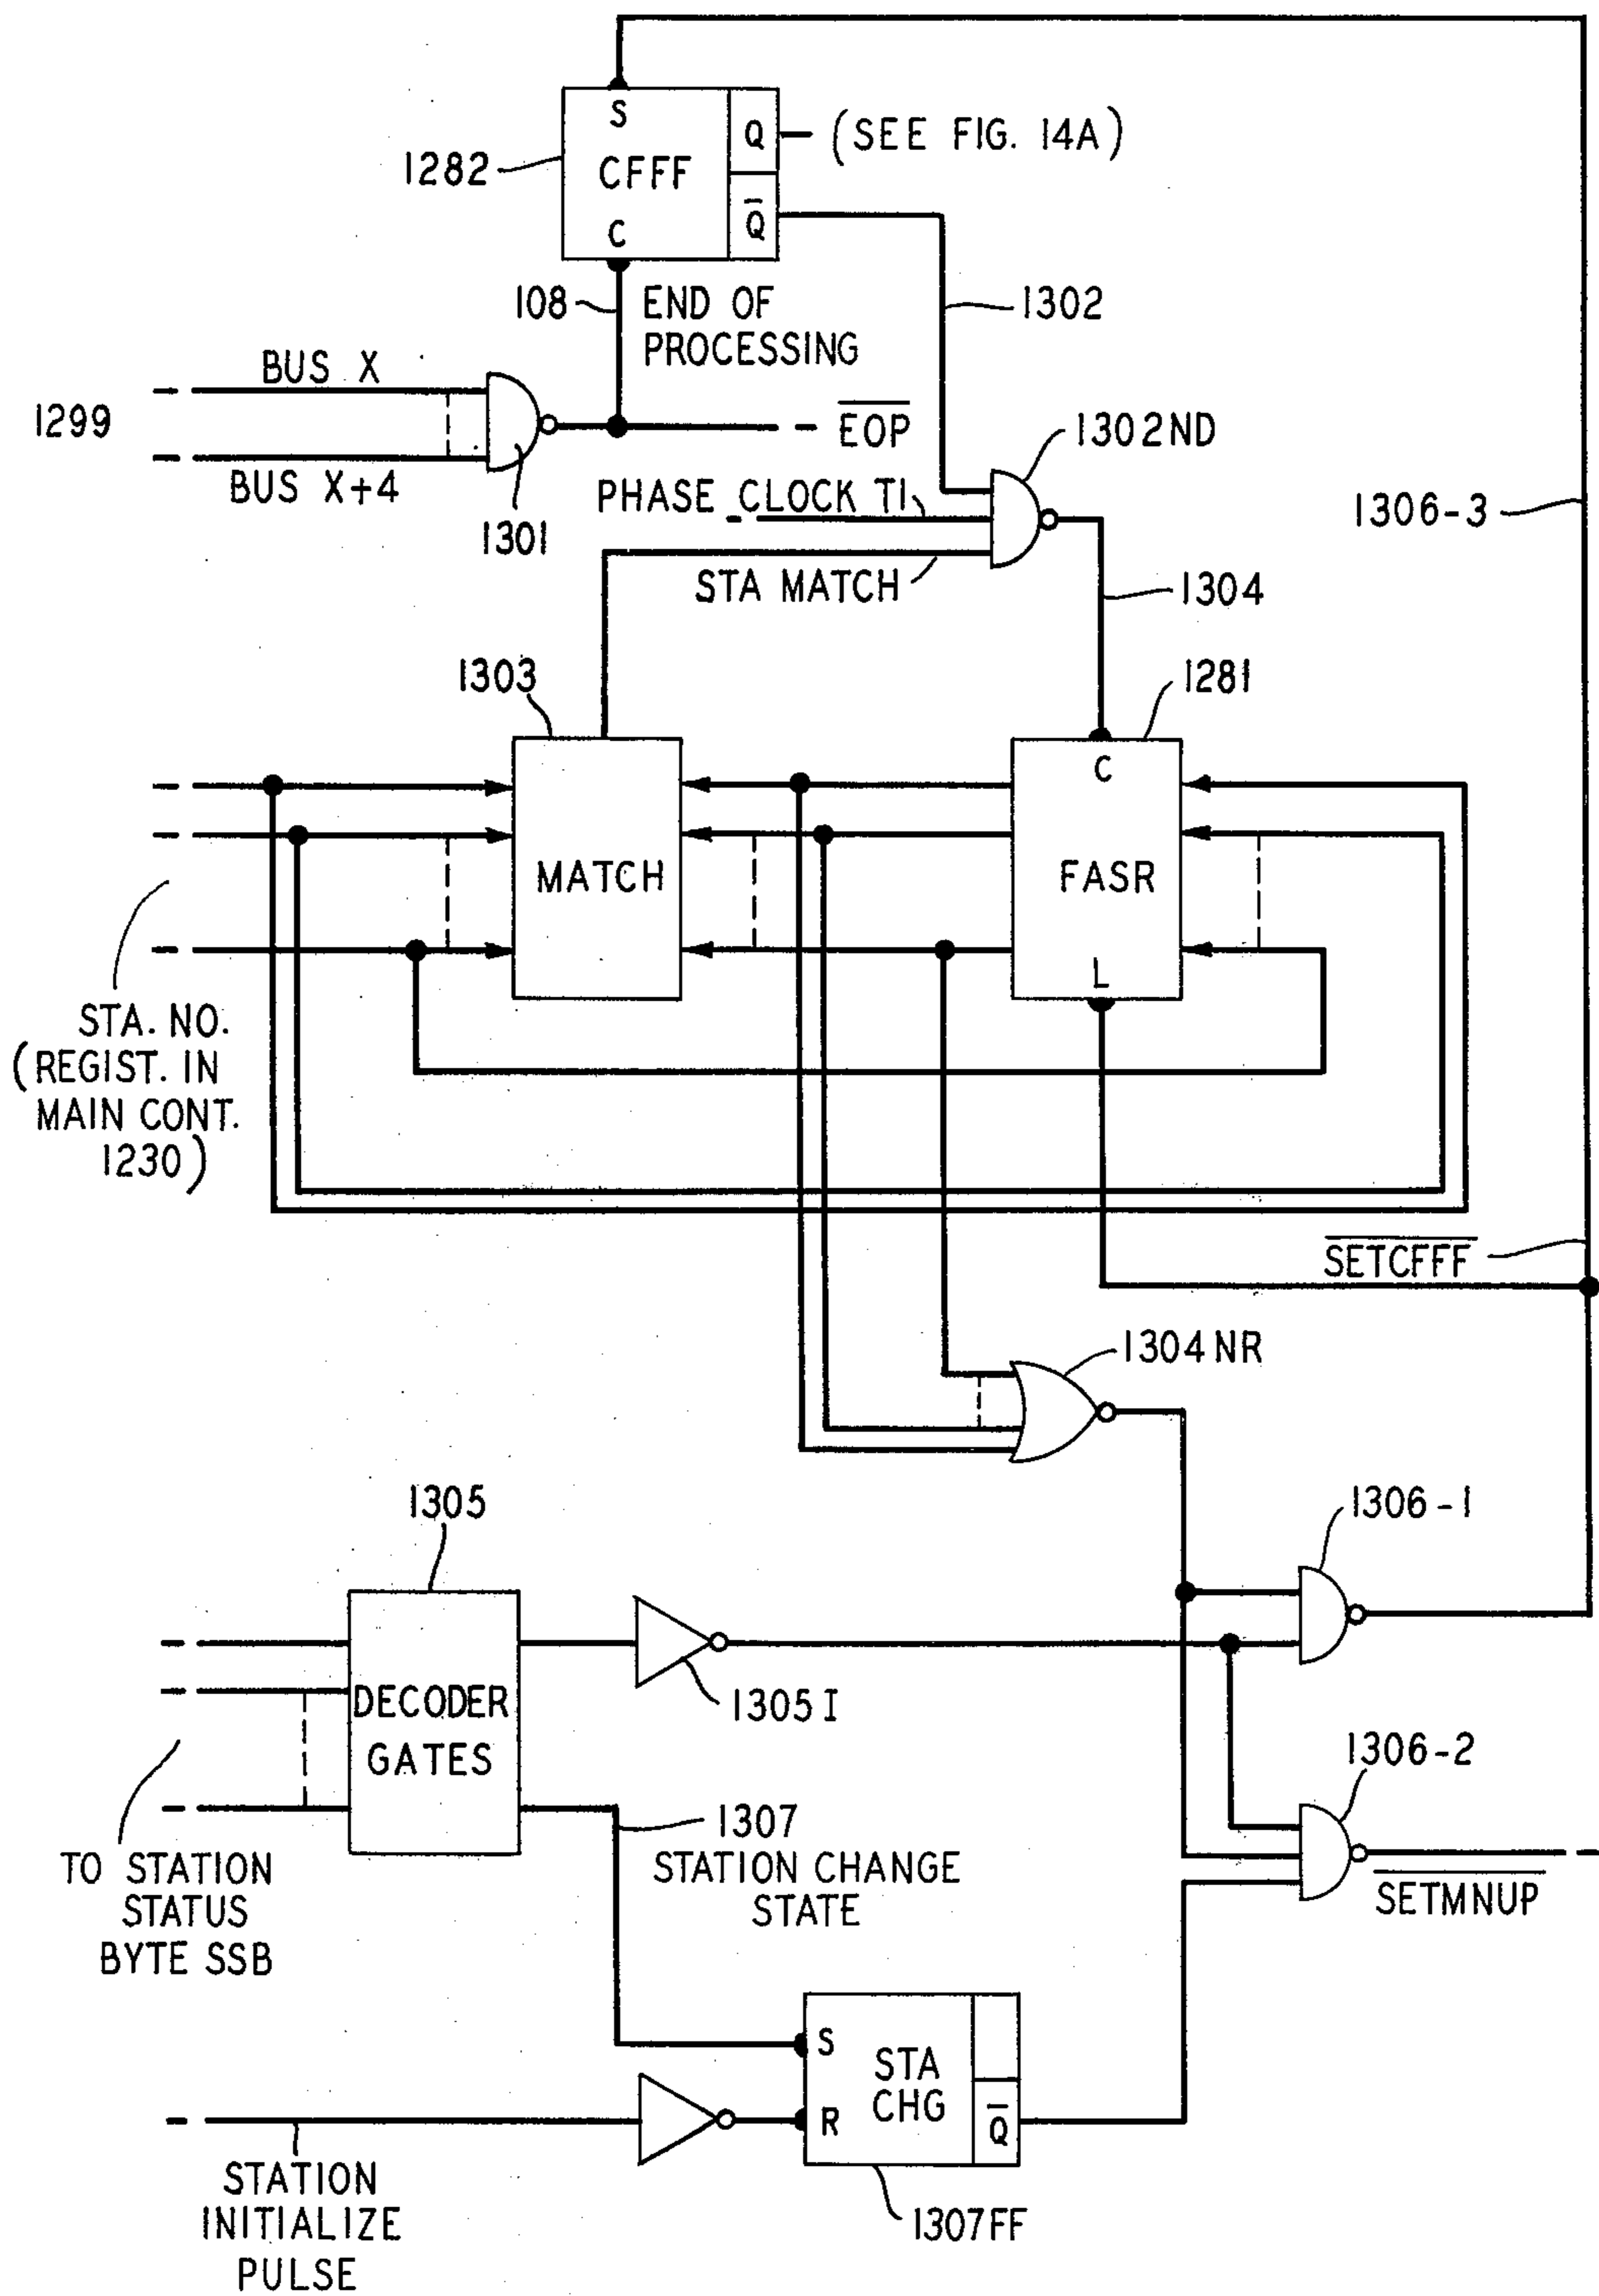 S
Q
(SEE FIG. 14A)
1282
CFFF
Q̅
C
108
END OF
PROCESSING
1302
BUS X
1299
E̅O̅P̅
1302ND
BUS X+4
PHASE CLOCK T1
1306-3
1301
STA MATCH
1304
1303
1281
C
MATCH
FASR
L
STA. NO.
(REGIST. IN
MAIN CONT.
1230)
S̅E̅T̅C̅F̅F̅F̅
1304NR
1305
1306-1
1305I
DECODER
GATES
1306-2
1307
STATION CHANGE
STATE
TO STATION
STATUS
BYTE SSB
S̅E̅T̅M̅N̅U̅P̅
S
STA
CHG
R
Q̅
STATION
INITIALIZE
PULSE
1307FF